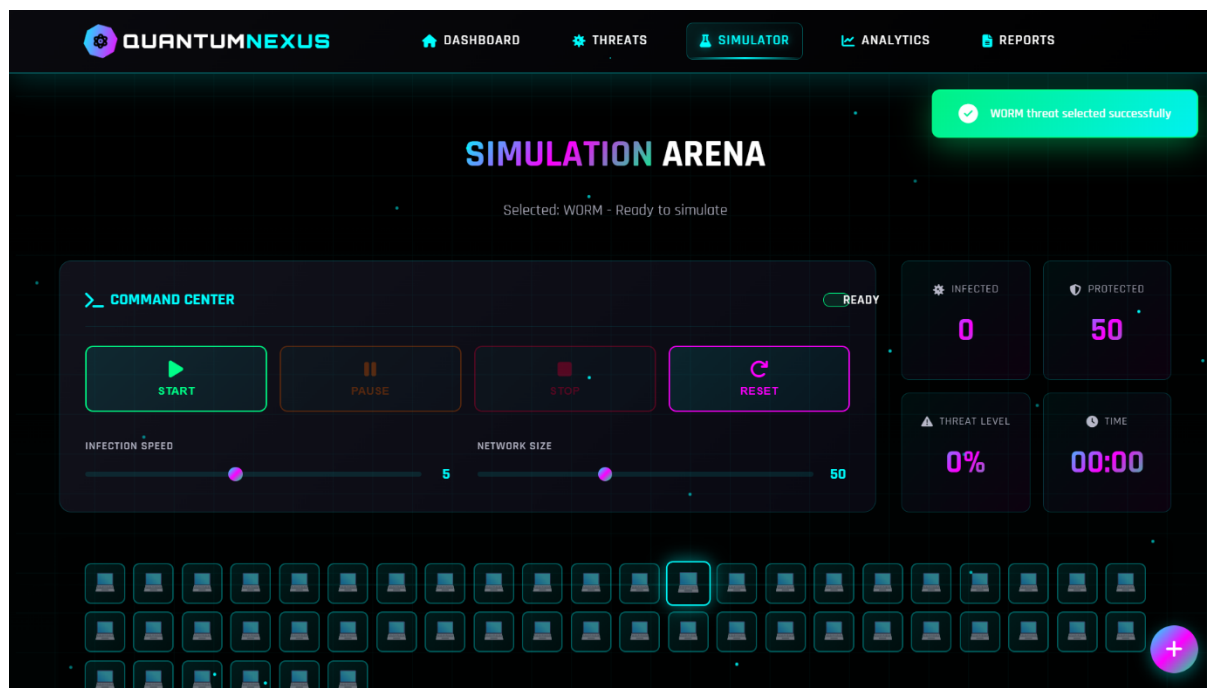 QUANTUMNEXUS
DASHBOARD
THREATS
SIMULATOR
ANALYTICS
REPORTS
WORM threat selected successfully
SIMULATION ARENA
Selected: WORM - Ready to simulate
>_ COMMAND CENTER
READY
START
PAUSE
STOP
RESET
INFECTION SPEED
5
NETWORK SIZE
50
INFECTED
0
PROTECTED
50
THREAT LEVEL
0%
TIME
00:00
+